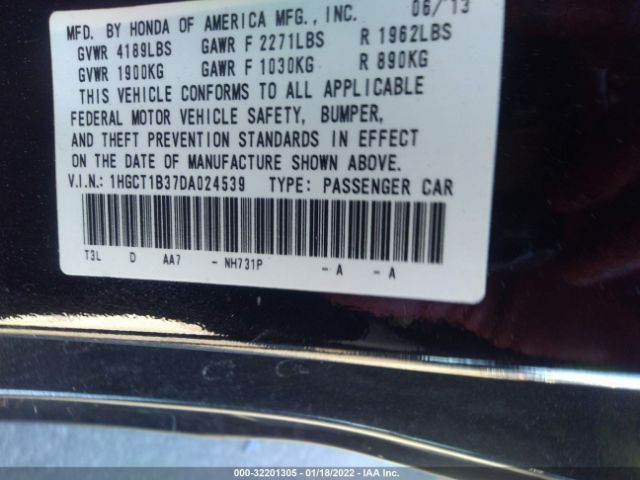 MFD. BY HONDA OF AMERICA MFG., INC. 06/13
GVWR 4189LBS GAWR F 2271LBS R 1962LBS
GVWR 1900KG GAWR F 1030KG R 890KG
THIS VEHICLE CONFORMS TO ALL APPLICABLE
FEDERAL MOTOR VEHICLE SAFETY, BUMPER,
AND THEFT PREVENTION STANDARDS IN EFFECT
ON THE DATE OF MANUFACTURE SHOWN ABOVE.
V.I.N.: 1HGCT1B37DA024539 TYPE: PASSENGER CAR
T3L D AA7 - NH731P - A - A
000-32201305 - 01/18/2022 - IAA Inc.